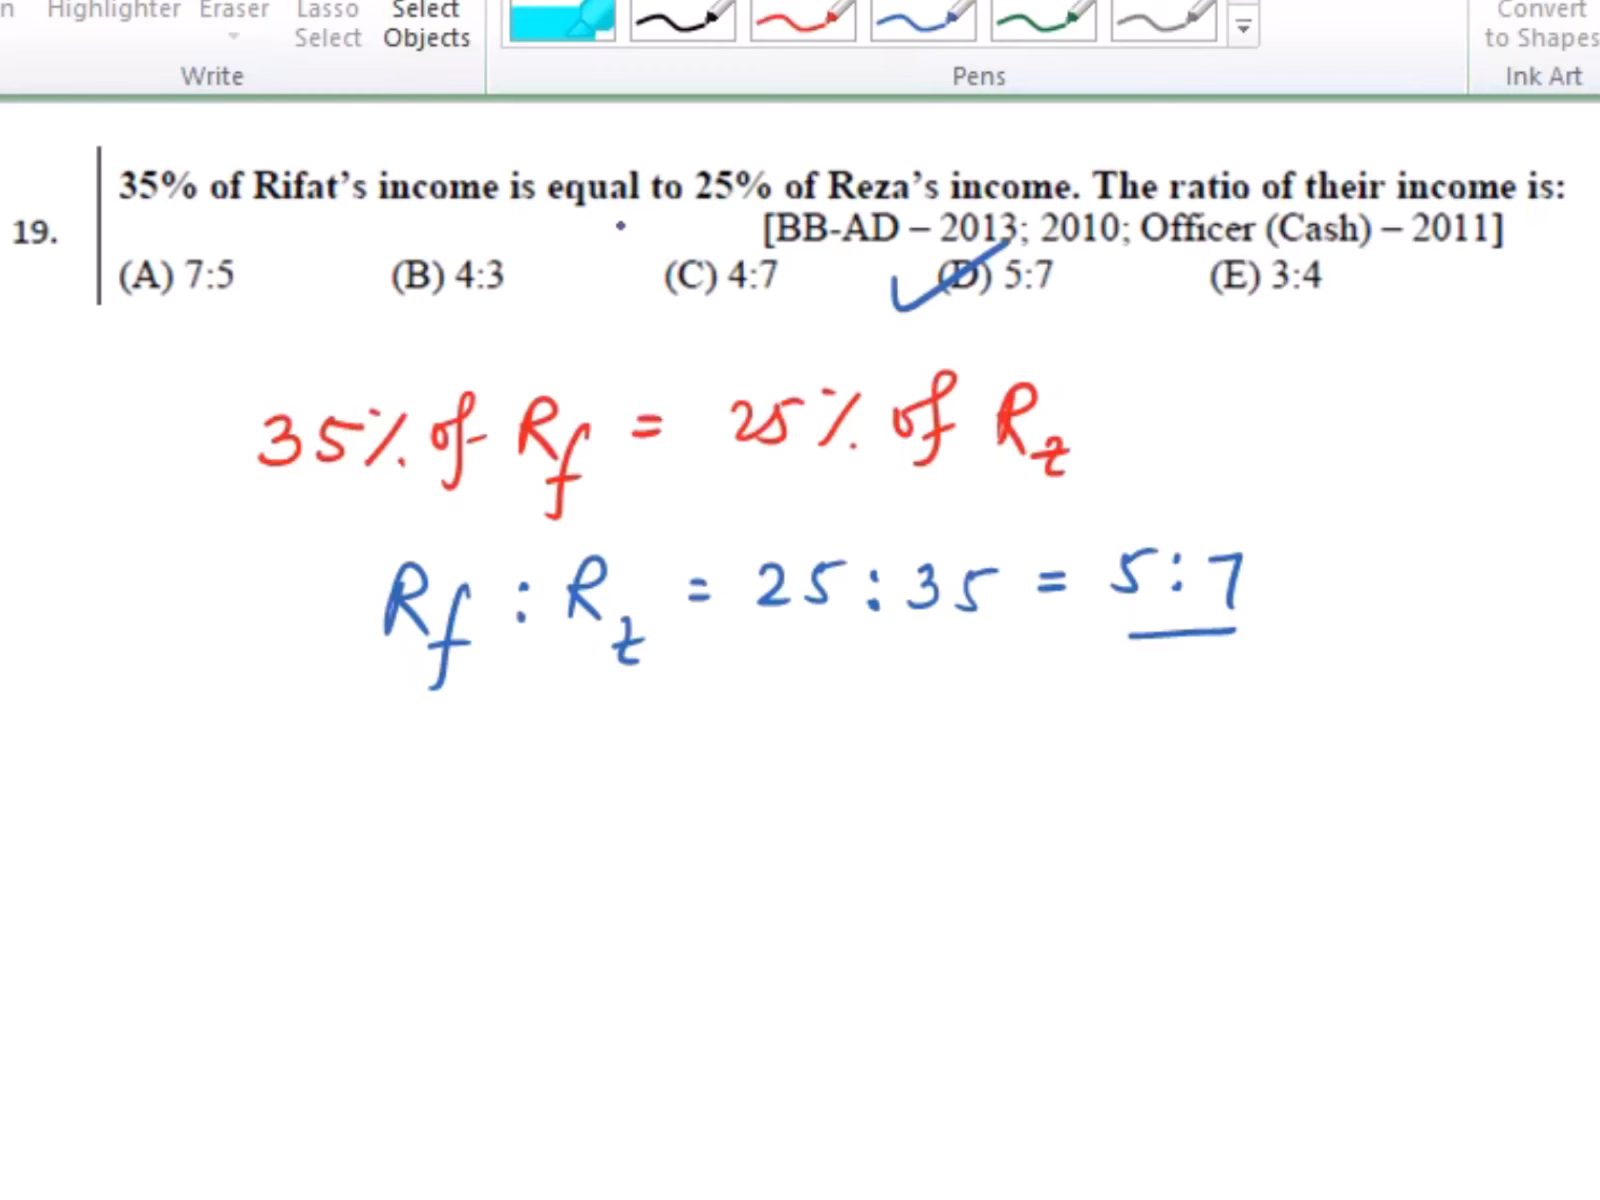 n Highlighter Eraser Lasso Select Select Objects Convert to Shapes
Write Pens Ink Art
35% of Rifat’s income is equal to 25% of Reza’s income. The ratio of their income is:
19. [BB-AD – 2013; 2010; Officer (Cash) – 2011]
(A) 7:5 (B) 4:3 (C) 4:7 (D) 5:7 (E) 3:4
35% of Rf = 25% of Rz
Rf : Rz = 25 : 35 = 5 : 7